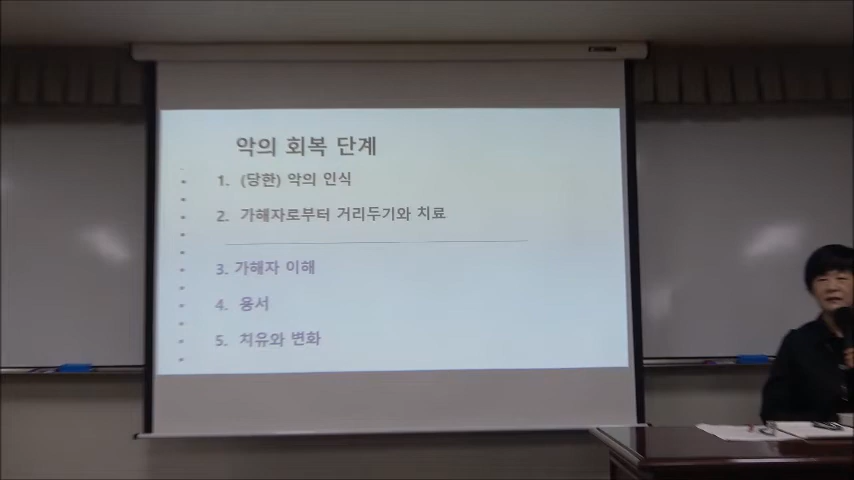 악의 회복 단계
1. (당한) 악의 인식
2. 가해자로부터 거리두기와 치료
3. 가해자 이해
4. 용서
5. 치유와 변화